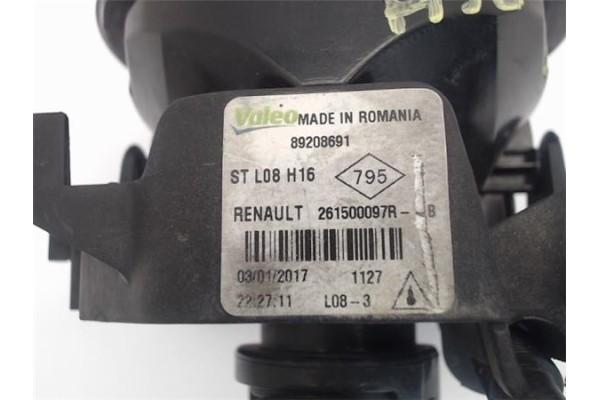 Valeo MADE IN ROMANIA
89208691
ST L08 H16 795
RENAULT 261500097R-
03/01/2017 1127
22:27:11 L08-3